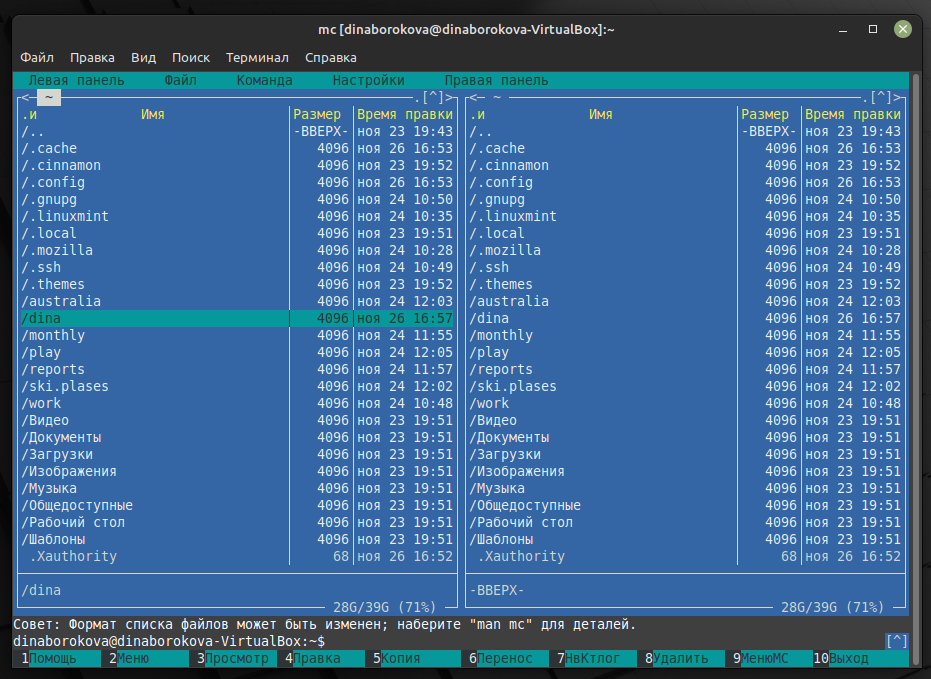 mc [dinaborokova@dinaborokova-VirtualBox]:~
Файл Правка Вид Поиск Терминал Справка
Левая панель Файл Команда Настройки Правая панель
<─ ~ .[^]> <─ ~ .[^]>
.и Имя Размер Время правки .и Имя Размер Время правки
/.. -ВВЕРХ- ноя 23 19:43 /.. -ВВЕРХ- ноя 23 19:43
/.cache 4096 ноя 26 16:53 /.cache 4096 ноя 26 16:53
/.cinnamon 4096 ноя 23 19:52 /.cinnamon 4096 ноя 23 19:52
/.config 4096 ноя 26 16:53 /.config 4096 ноя 26 16:53
/.gnupg 4096 ноя 24 10:50 /.gnupg 4096 ноя 24 10:50
/.linuxmint 4096 ноя 24 10:35 /.linuxmint 4096 ноя 24 10:35
/.local 4096 ноя 23 19:51 /.local 4096 ноя 23 19:51
/.mozilla 4096 ноя 24 10:28 /.mozilla 4096 ноя 24 10:28
/.ssh 4096 ноя 24 10:49 /.ssh 4096 ноя 24 10:49
/.themes 4096 ноя 23 19:52 /.themes 4096 ноя 23 19:52
/australia 4096 ноя 24 12:03 /australia 4096 ноя 24 12:03
/dina 4096 ноя 26 16:57 /dina 4096 ноя 26 16:57
/monthly 4096 ноя 24 11:55 /monthly 4096 ноя 24 11:55
/play 4096 ноя 24 12:05 /play 4096 ноя 24 12:05
/reports 4096 ноя 24 11:57 /reports 4096 ноя 24 11:57
/ski.plases 4096 ноя 24 12:02 /ski.plases 4096 ноя 24 12:02
/work 4096 ноя 24 10:48 /work 4096 ноя 24 10:48
/Видео 4096 ноя 23 19:51 /Видео 4096 ноя 23 19:51
/Документы 4096 ноя 23 19:51 /Документы 4096 ноя 23 19:51
/Загрузки 4096 ноя 23 19:51 /Загрузки 4096 ноя 23 19:51
/Изображения 4096 ноя 23 19:51 /Изображения 4096 ноя 23 19:51
/Музыка 4096 ноя 23 19:51 /Музыка 4096 ноя 23 19:51
/Общедоступные 4096 ноя 23 19:51 /Общедоступные 4096 ноя 23 19:51
/Рабочий стол 4096 ноя 23 19:51 /Рабочий стол 4096 ноя 23 19:51
/Шаблоны 4096 ноя 23 19:51 /Шаблоны 4096 ноя 23 19:51
.Xauthority 68 ноя 26 16:52 .Xauthority 68 ноя 26 16:52
/dina -ВВЕРХ-
28G/39G (71%) 28G/39G (71%)
Совет: Формат списка файлов может быть изменен; наберите "man mc" для деталей.
dinaborokova@dinaborokova-VirtualBox:~$ [^]
1Помощь 2Меню 3Просмотр 4Правка 5Копия 6Перенос 7НвКтлог 8Удалить 9МенюMC 10Выход